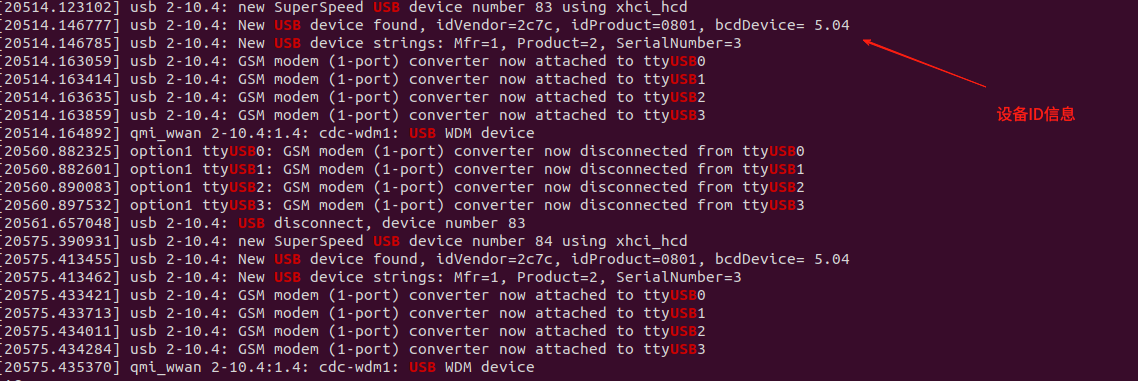 [20514.123102] usb 2-10.4: new SuperSpeed USB device number 83 using xhci_hcd
[20514.146777] usb 2-10.4: New USB device found, idVendor=2c7c, idProduct=0801, bcdDevice= 5.04
[20514.146785] usb 2-10.4: New USB device strings: Mfr=1, Product=2, SerialNumber=3
[20514.163059] usb 2-10.4: GSM modem (1-port) converter now attached to ttyUSB0
[20514.163414] usb 2-10.4: GSM modem (1-port) converter now attached to ttyUSB1
[20514.163635] usb 2-10.4: GSM modem (1-port) converter now attached to ttyUSB2
[20514.163859] usb 2-10.4: GSM modem (1-port) converter now attached to ttyUSB3
设备ID信息
[20514.164892] qmi_wwan 2-10.4:1.4: cdc-wdm1: USB WDM device
[20560.882325] option1 ttyUSB0: GSM modem (1-port) converter now disconnected from ttyUSB0
[20560.882601] option1 ttyUSB1: GSM modem (1-port) converter now disconnected from ttyUSB1
[20560.890083] option1 ttyUSB2: GSM modem (1-port) converter now disconnected from ttyUSB2
[20560.897532] option1 ttyUSB3: GSM modem (1-port) converter now disconnected from ttyUSB3
[20561.657048] usb 2-10.4: USB disconnect, device number 83
[20575.390931] usb 2-10.4: new SuperSpeed USB device number 84 using xhci_hcd
[20575.413455] usb 2-10.4: New USB device found, idVendor=2c7c, idProduct=0801, bcdDevice= 5.04
[20575.413462] usb 2-10.4: New USB device strings: Mfr=1, Product=2, SerialNumber=3
[20575.433421] usb 2-10.4: GSM modem (1-port) converter now attached to ttyUSB0
[20575.433713] usb 2-10.4: GSM modem (1-port) converter now attached to ttyUSB1
[20575.434011] usb 2-10.4: GSM modem (1-port) converter now attached to ttyUSB2
[20575.434284] usb 2-10.4: GSM modem (1-port) converter now attached to ttyUSB3
[20575.435370] qmi_wwan 2-10.4:1.4: cdc-wdm1: USB WDM device